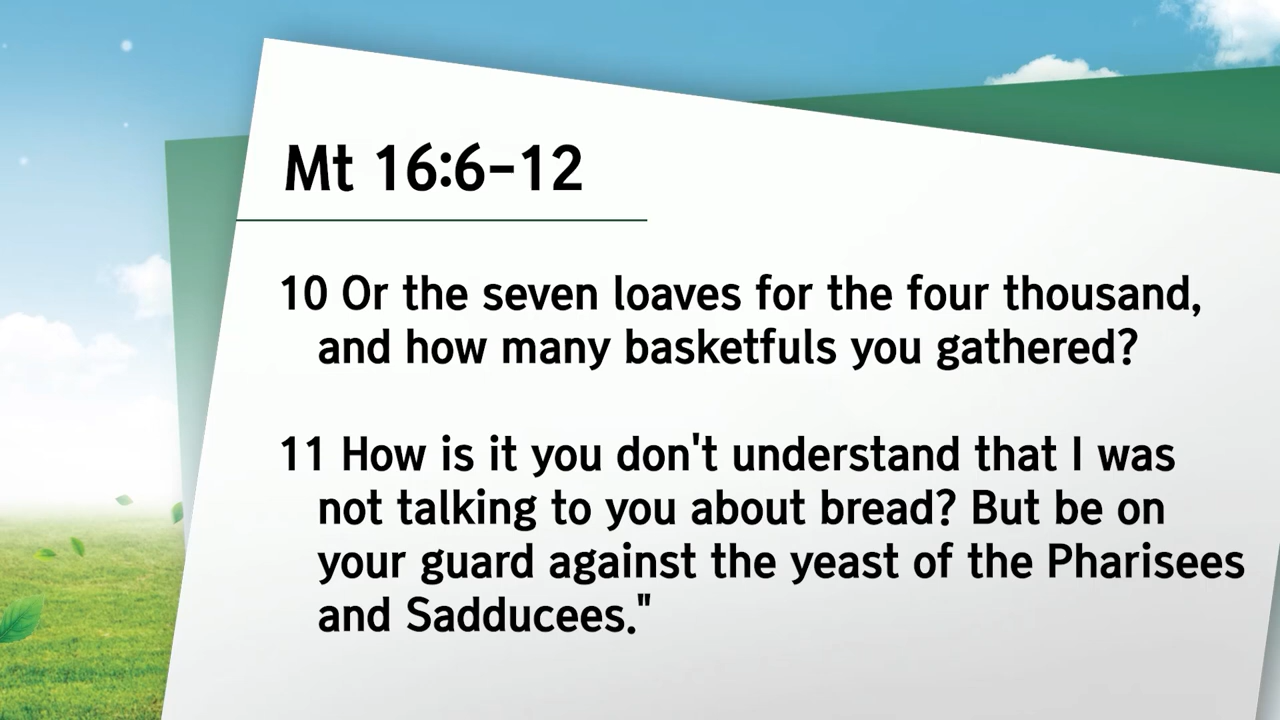 Mt 16:6-12
10 Or the seven loaves for the four thousand,
and how many basketfuls you gathered?
11 How is it you don't understand that I was
not talking to you about bread? But be on
your guard against the yeast of the Pharisees
and Sadducees."